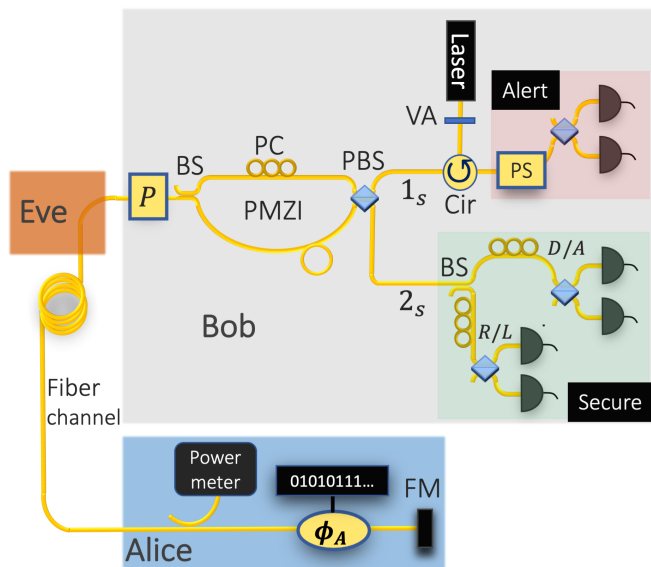 Laser
Alert
VA
PC
PBS
BS
PS
1ₛ
Cir
Eve
P
PMZI
BS
D/A
2ₛ
R/L
Bob
Fiber
channel
Secure
Power
meter
01010111...
FM
ϕ_A
Alice